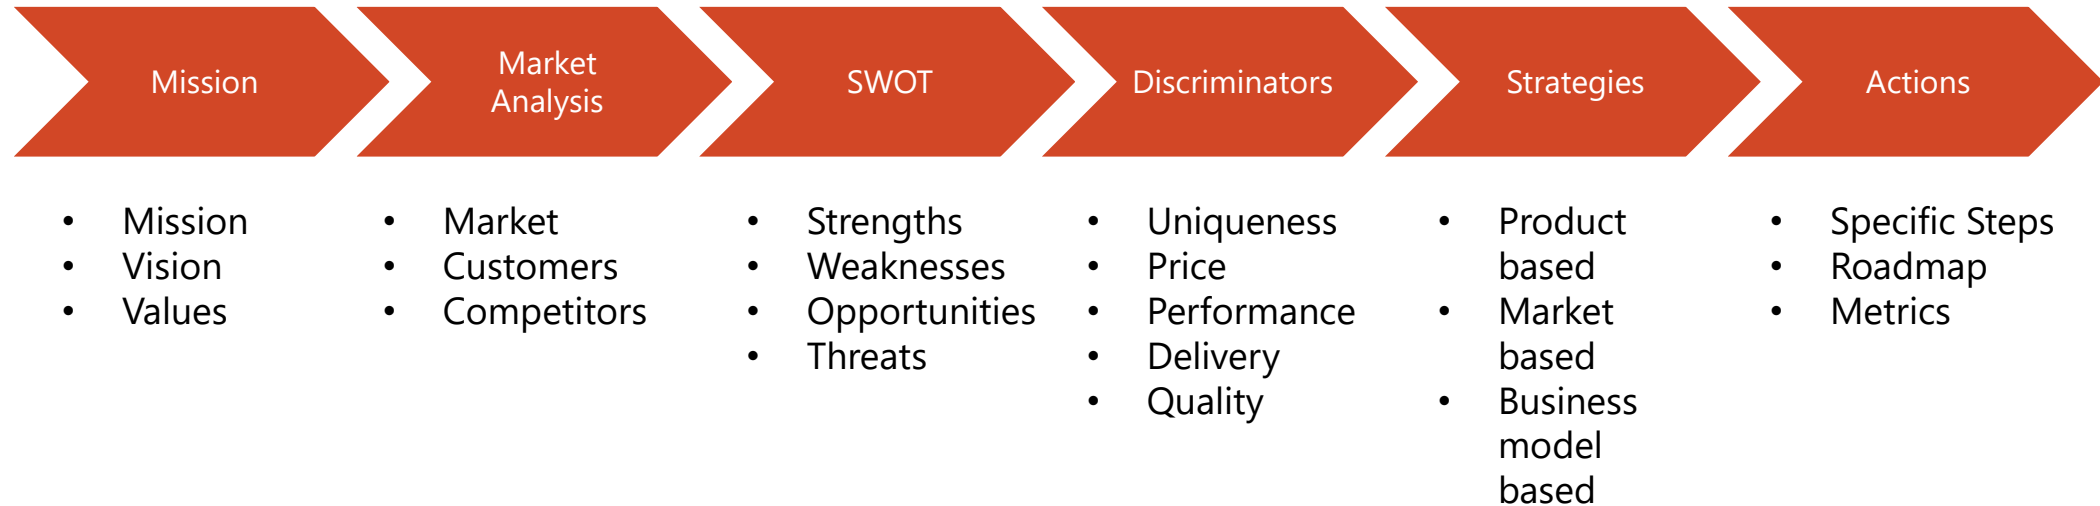 Mission
Market
Analysis
SWOT
Discriminators
Strategies
Actions
• Mission
• Vision
• Values
• Market
• Customers
• Competitors
• Strengths
• Weaknesses
• Opportunities
• Threats
• Uniqueness
• Price
• Performance
• Delivery
• Quality
• Product
based
• Market
based
• Business
model
based
• Specific Steps
• Roadmap
• Metrics